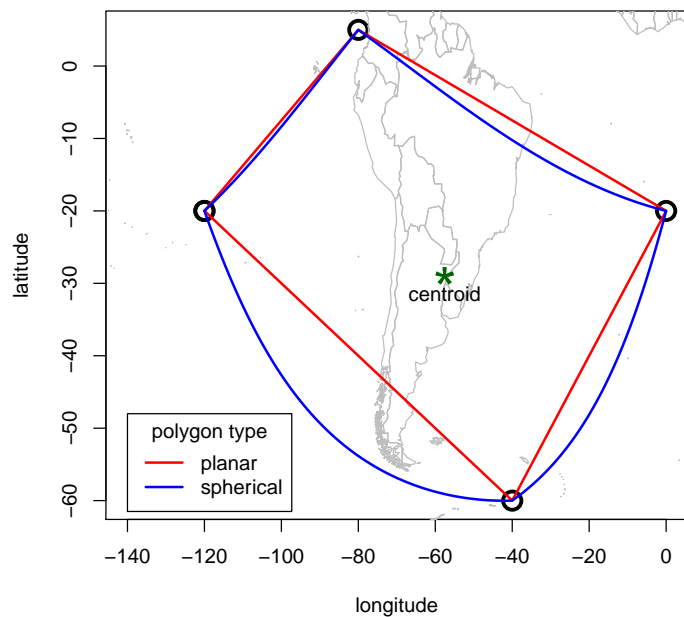 0
−10
−20
−30
−40
−50
−60
latitude
*
centroid
polygon type
planar
spherical
−140 −120 −100 −80 −60 −40 −20 0
longitude